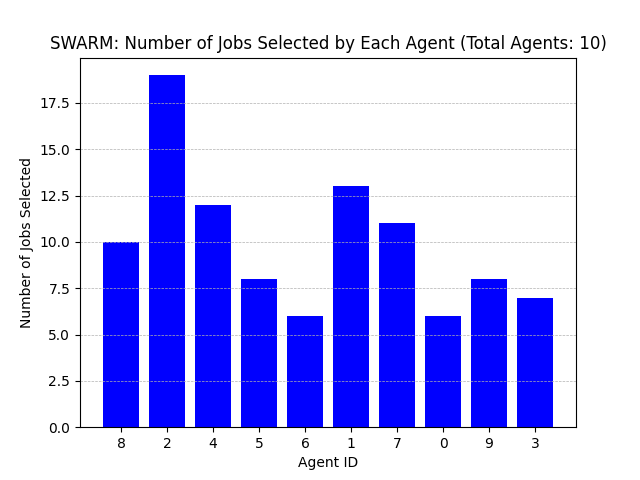 SWARM: Number of Jobs Selected by Each Agent (Total Agents: 10)
17.5
15.0
12.5
10.0
7.5
5.0
2.5
0.0
Number of Jobs Selected
8 2 4 5 6 1 7 0 9 3
Agent ID